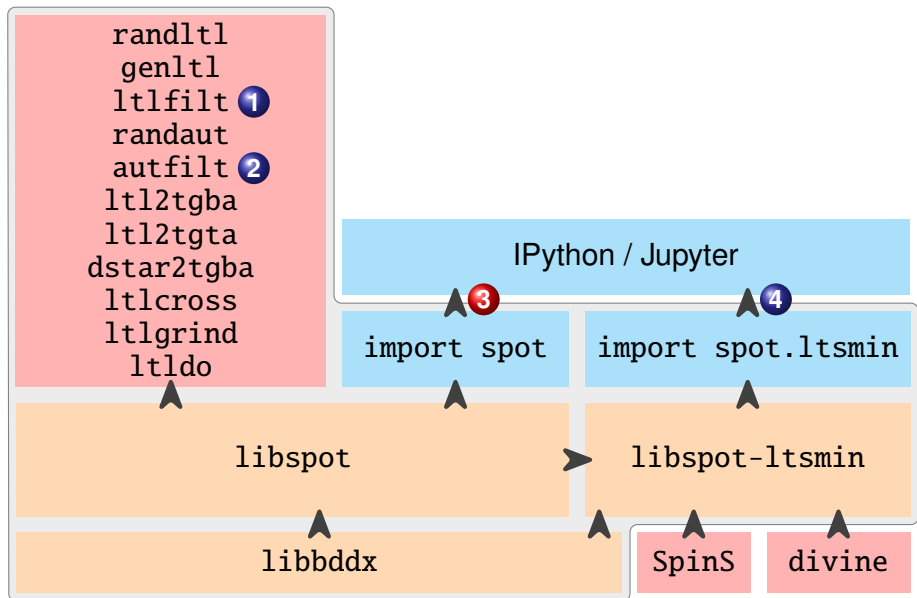 randltl
genltl
ltlfilt 1
randaut
autfilt 2
ltl2tgba
ltl2tgta
dstar2tgba
ltlcross
ltlgrind
ltldo
IPython / Jupyter
3
4
import spot
import spot.ltsmin
libspot
libspot-ltsmin
libbddx
SpinS
divine